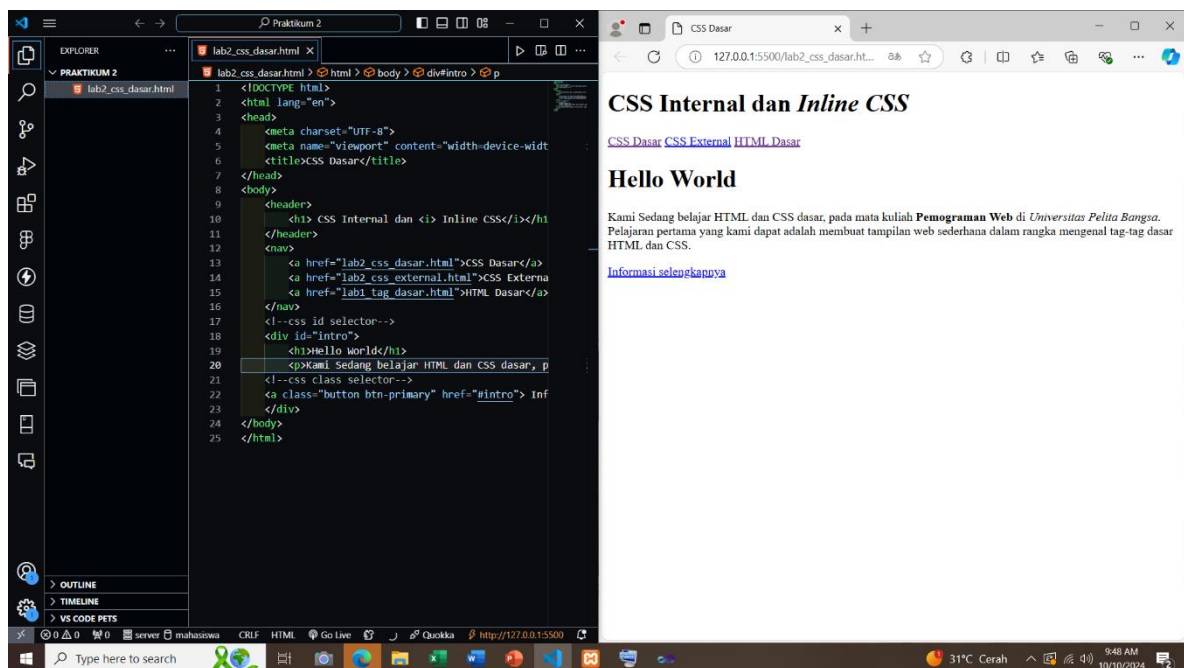 Praktikum 2
EXPLORER
PRAKTIKUM 2
lab2_css_dasar.html
OUTLINE
TIMELINE
VS CODE PETS
lab2_css_dasar.html
lab2_css_dasar.html > html > body > div#intro > p
1 <!DOCTYPE html>
2 <html lang="en">
3 <head>
4 <meta charset="UTF-8">
5 <meta name="viewport" content="width=device-widt
6 <title>CSS Dasar</title>
7 </head>
8 <body>
9 <header>
10 <h1> CSS Internal dan <i> Inline CSS</i></h1
11 </header>
12 <nav>
13 <a href="lab2_css_dasar.html">CSS Dasar</a>
14 <a href="lab2_css_external.html">CSS Externa
15 <a href="lab1_tag_dasar.html">HTML Dasar</a>
16 </nav>
17 <!--css id selector-->
18 <div id="intro">
19 <h1>Hello World</h1>
20 <p>Kami Sedang belajar HTML dan CSS dasar, p
21 <!--css class selector-->
22 <a class="button btn-primary" href="#intro"> Inf
23 </div>
24 </body>
25 </html>
0 0 0 server mahasiswa CRLF HTML Go Live Quokka http://127.0.0.1:5500
CSS Dasar
127.0.0.1:5500/lab2_css_dasar.ht...
CSS Internal dan Inline CSS
CSS Dasar CSS External HTML Dasar
Hello World
Kami Sedang belajar HTML dan CSS dasar, pada mata kuliah Pemograman Web di Universitas Pelita Bangsa.
Pelajaran pertama yang kami dapat adalah membuat tampilan web sederhana dalam rangka mengenal tag-tag dasar
HTML dan CSS.
Informasi selengkapnya
Type here to search
31°C Cerah
9:48 AM
10/10/2024